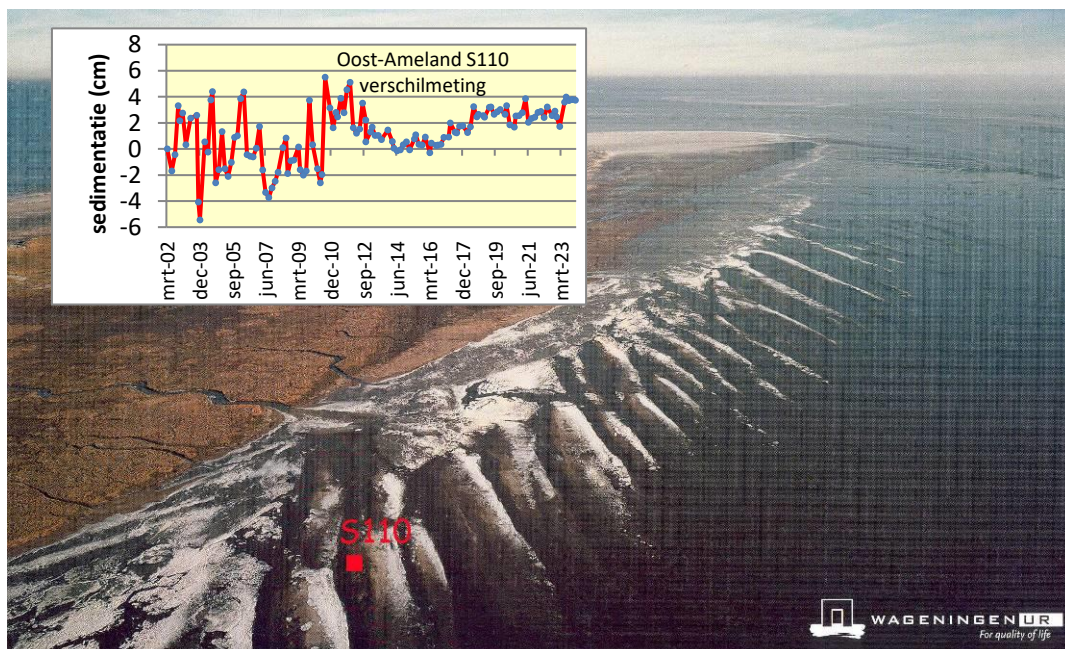 Oost-Ameland S110
verschilmeting
sedimentatie (cm)
8
6
4
2
0
-2
-4
-6
mrt-02
dec-03
sep-05
jun-07
mrt-09
dec-10
sep-12
jun-14
mrt-16
dec-17
sep-19
jun-21
mrt-23
S110
WAGENINGEN UR
For quality of life